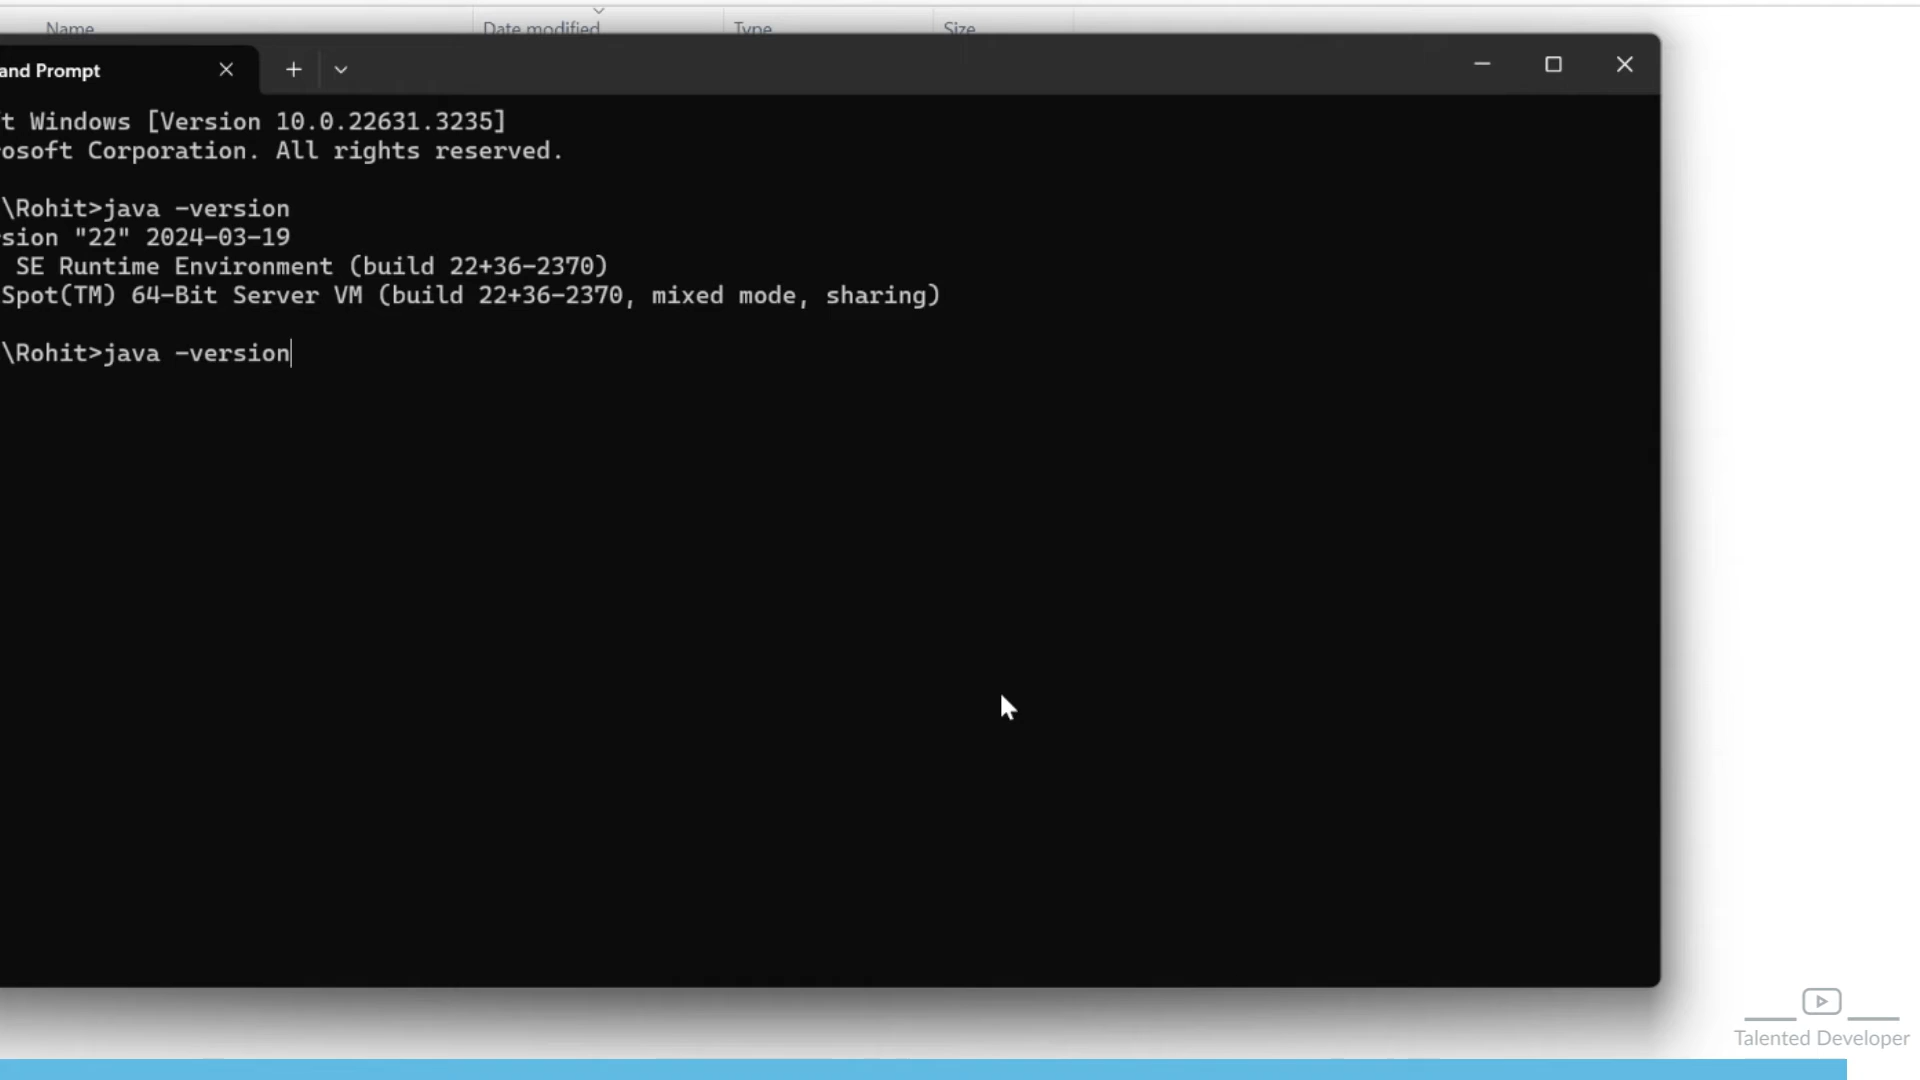 Name Date modified Type Size
and Prompt
t Windows [Version 10.0.22631.3235]
osoft Corporation. All rights reserved.
\Rohit>java -version
sion "22" 2024-03-19
SE Runtime Environment (build 22+36-2370)
Spot(TM) 64-Bit Server VM (build 22+36-2370, mixed mode, sharing)
\Rohit>java -version
Talented Developer